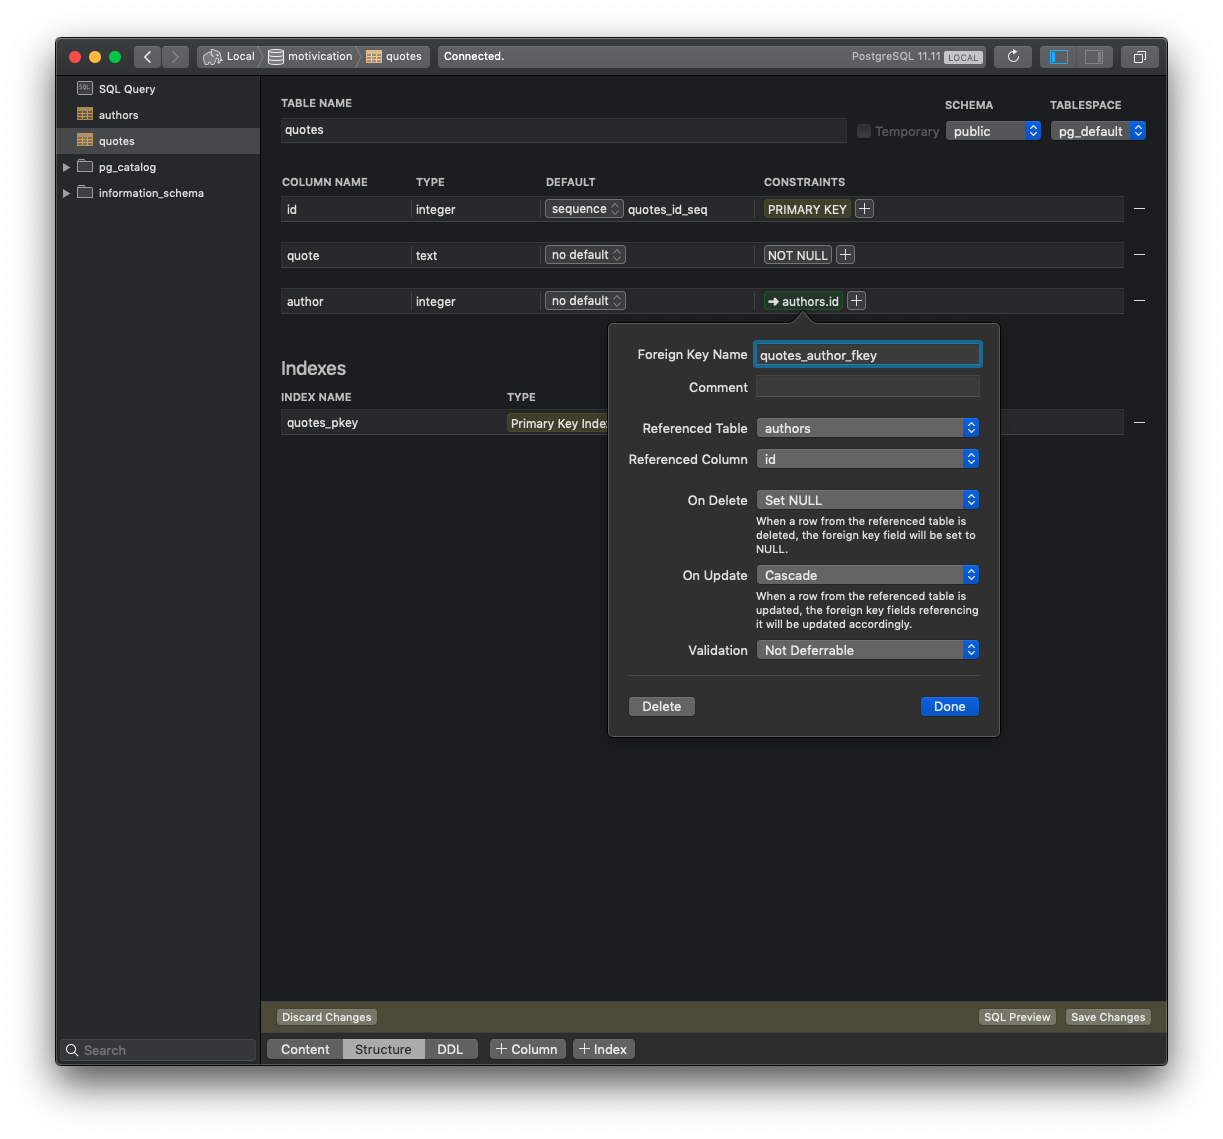 Local motivication quotes Connected. PostgreSQL 11.11 LOCAL
SQL SQL Query
authors
quotes
pg_catalog
information_schema
TABLE NAME
SCHEMA TABLESPACE
quotes Temporary public pg_default
COLUMN NAME TYPE DEFAULT CONSTRAINTS
id integer sequence quotes_id_seq PRIMARY KEY
quote text no default NOT NULL
author integer no default authors.id
Indexes
INDEX NAME TYPE
quotes_pkey Primary Key Inde
Foreign Key Name quotes_author_fkey
Comment
Referenced Table authors
Referenced Column id
On Delete Set NULL
When a row from the referenced table is
deleted, the foreign key field will be set to
NULL.
On Update Cascade
When a row from the referenced table is
updated, the foreign key fields referencing
it will be updated accordingly.
Validation Not Deferrable
Delete Done
Discard Changes SQL Preview Save Changes
Search Content Structure DDL Column Index